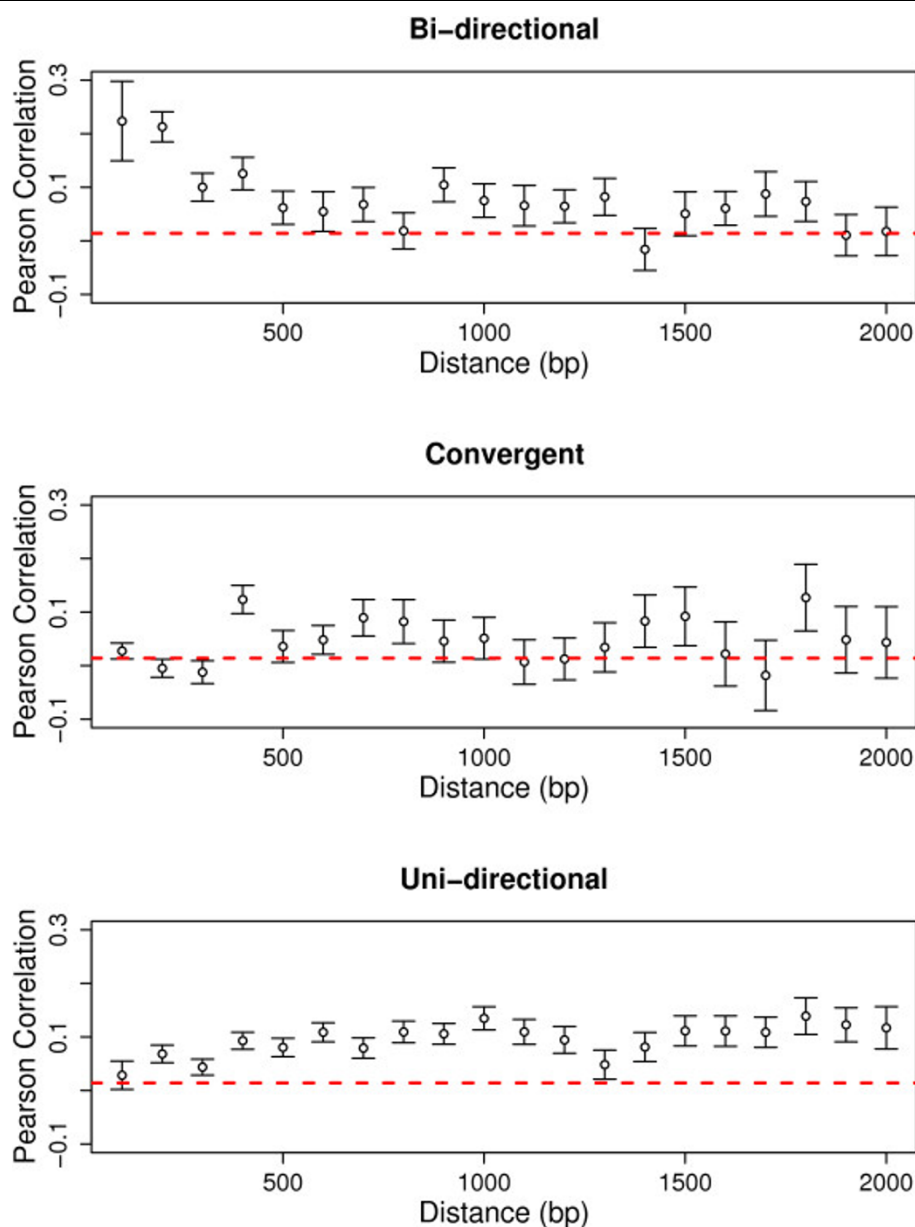 Bi−directional
Pearson Correlation
0.3
0.1
−0.1
500 1000 1500 2000
Distance (bp)
Convergent
Pearson Correlation
0.3
0.1
−0.1
500 1000 1500 2000
Distance (bp)
Uni−directional
Pearson Correlation
0.3
0.1
−0.1
500 1000 1500 2000
Distance (bp)